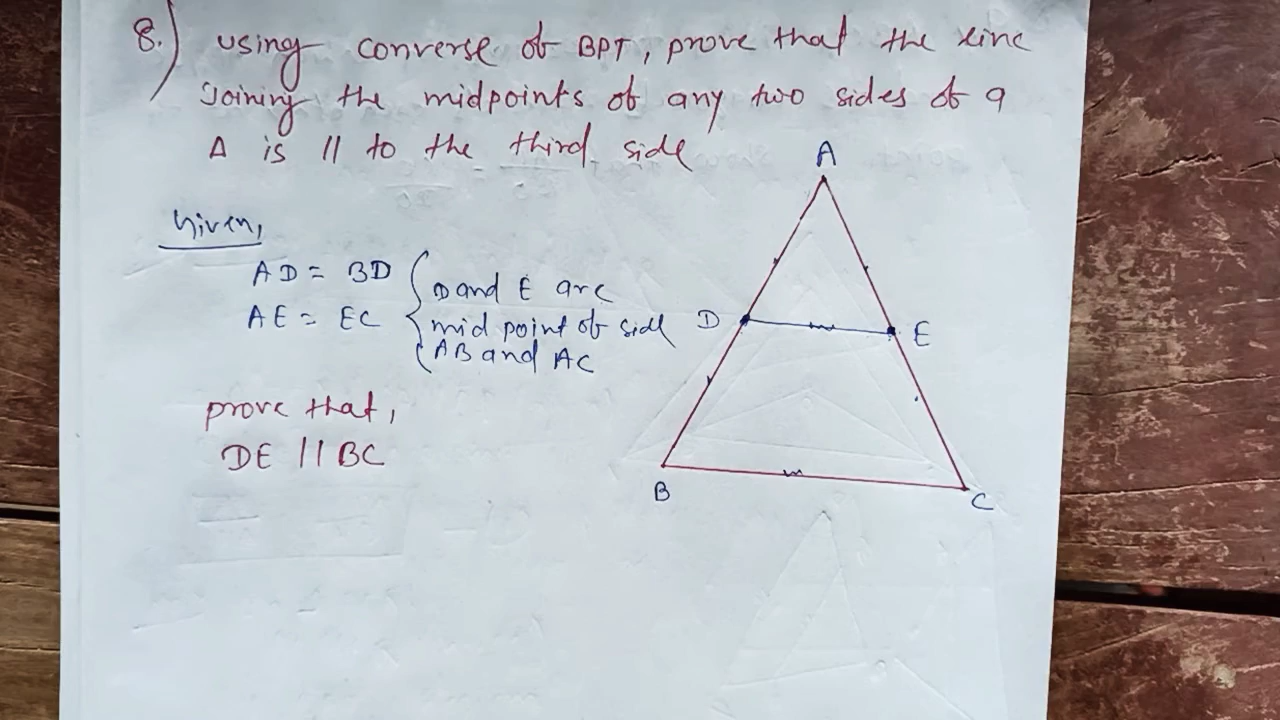 8.) using converse of BPT, prove that the line
Joining the midpoints of any two sides of a
Δ is // to the third side
Given,
AD = BD
AE = EC
D and E are
mid point of side
AB and AC
prove that,
DE // BC
A
D
E
B
C